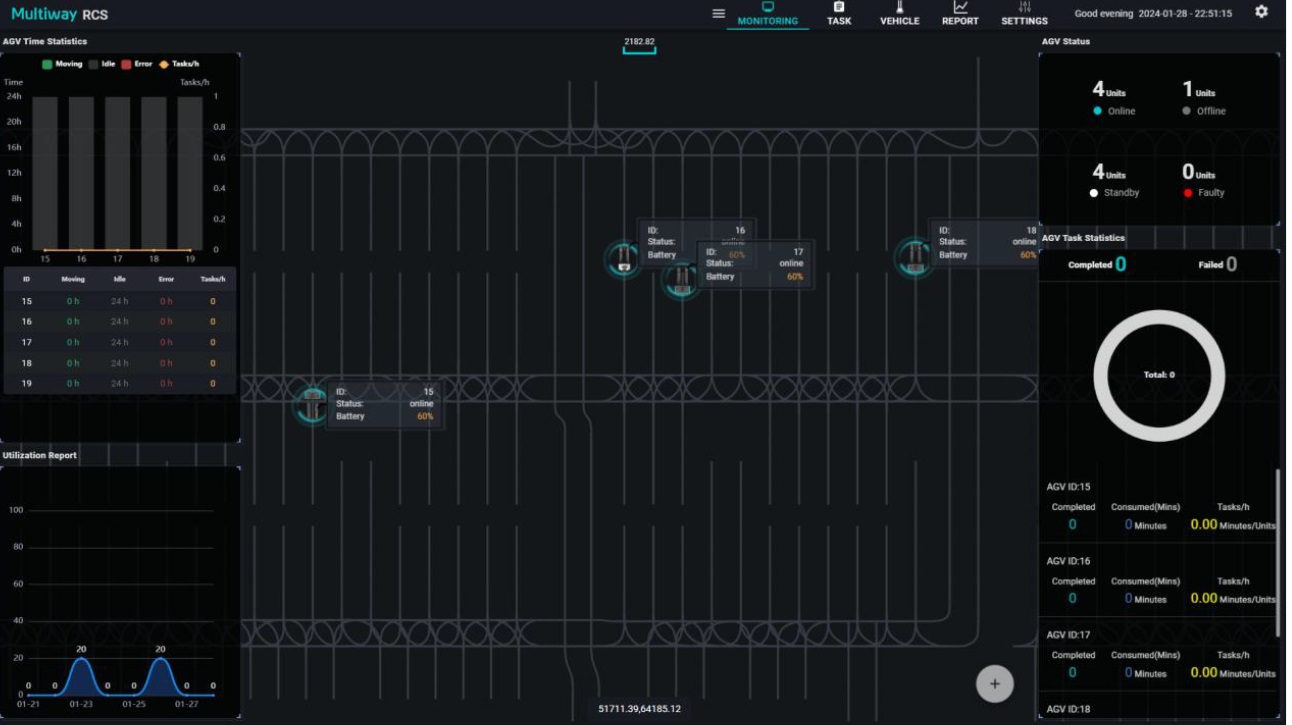 Multiway RCS
MONITORING TASK VEHICLE REPORT SETTINGS
Good evening 2024-01-28 - 22:51:15
AGV Time Statistics
Moving Idle Error Tasks/h
Time Tasks/h
24h 1
20h 0.8
16h 0.6
12h
8h 0.4
4h 0.2
0h 0
15 16 17 18 19
ID Moving Idle Error Tasks/h
15 0 h 24 h 0 h 0
16 0 h 24 h 0 h 0
17 0 h 24 h 0 h 0
18 0 h 24 h 0 h 0
19 0 h 24 h 0 h 0
Utilization Report
100
80
60
40
20
0
20 20
0 0 0 0 0 0
01-21 01-23 01-25 01-27
2182.82
ID: 16
Status: online
Battery 60%
ID: 17
Status: online
Battery 60%
ID: 18
Status: online
Battery 60%
ID: 15
Status: online
Battery 60%
51711.39,64185.12
+
AGV Status
4 Units 1 Units
Online Offline
4 Units 0 Units
Standby Faulty
AGV Task Statistics
Completed 0 Failed 0
Total: 0
AGV ID:15
Completed Consumed(Mins) Tasks/h
0 0 Minutes 0.00 Minutes/Units
AGV ID:16
Completed Consumed(Mins) Tasks/h
0 0 Minutes 0.00 Minutes/Units
AGV ID:17
Completed Consumed(Mins) Tasks/h
0 0 Minutes 0.00 Minutes/Units
AGV ID:18